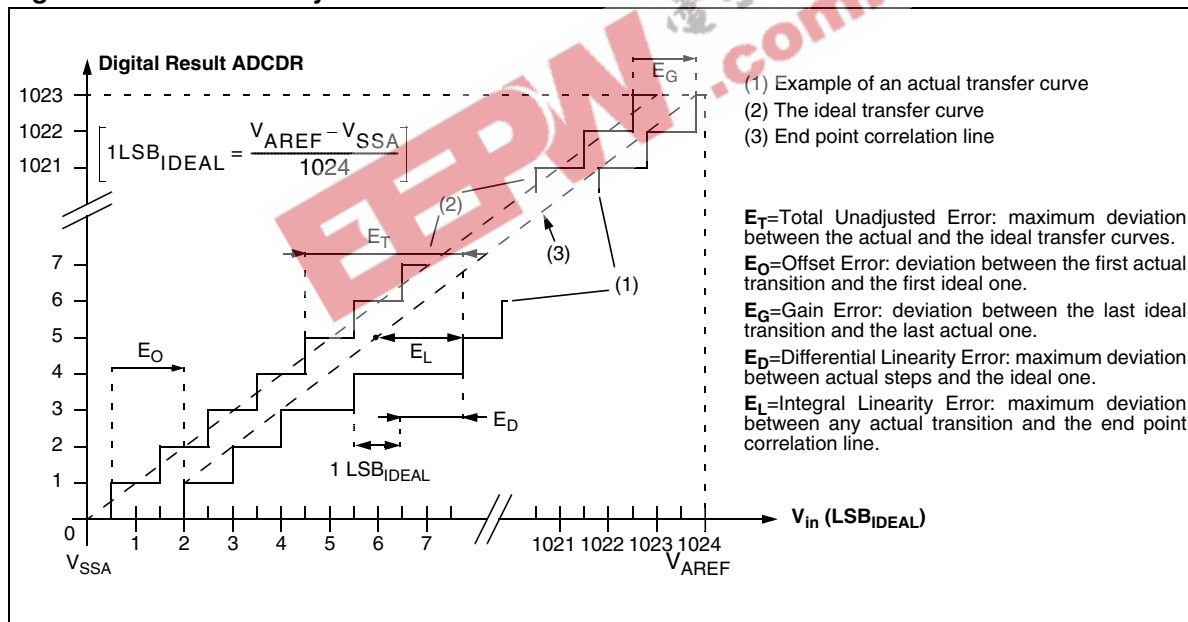 Digital Result ADCDR
1023
1022
1021
1LSB_IDEAL = (V_AREF – V_SSA) / 1024
7
6
5
4
3
2
1
0
E_O
E_T
E_L
E_D
E_G
1 LSB_IDEAL
(2)
(3)
(1)
1 2 3 4 5 6 7 1021 1022 1023 1024
V_SSA
V_AREF
V_in (LSB_IDEAL)
(1) Example of an actual transfer curve
(2) The ideal transfer curve
(3) End point correlation line
E_T=Total Unadjusted Error: maximum deviation
between the actual and the ideal transfer curves.
E_O=Offset Error: deviation between the first actual
transition and the first ideal one.
E_G=Gain Error: deviation between the last ideal
transition and the last actual one.
E_D=Differential Linearity Error: maximum deviation
between actual steps and the ideal one.
E_L=Integral Linearity Error: maximum deviation
between any actual transition and the end point
correlation line.
EEPW.com